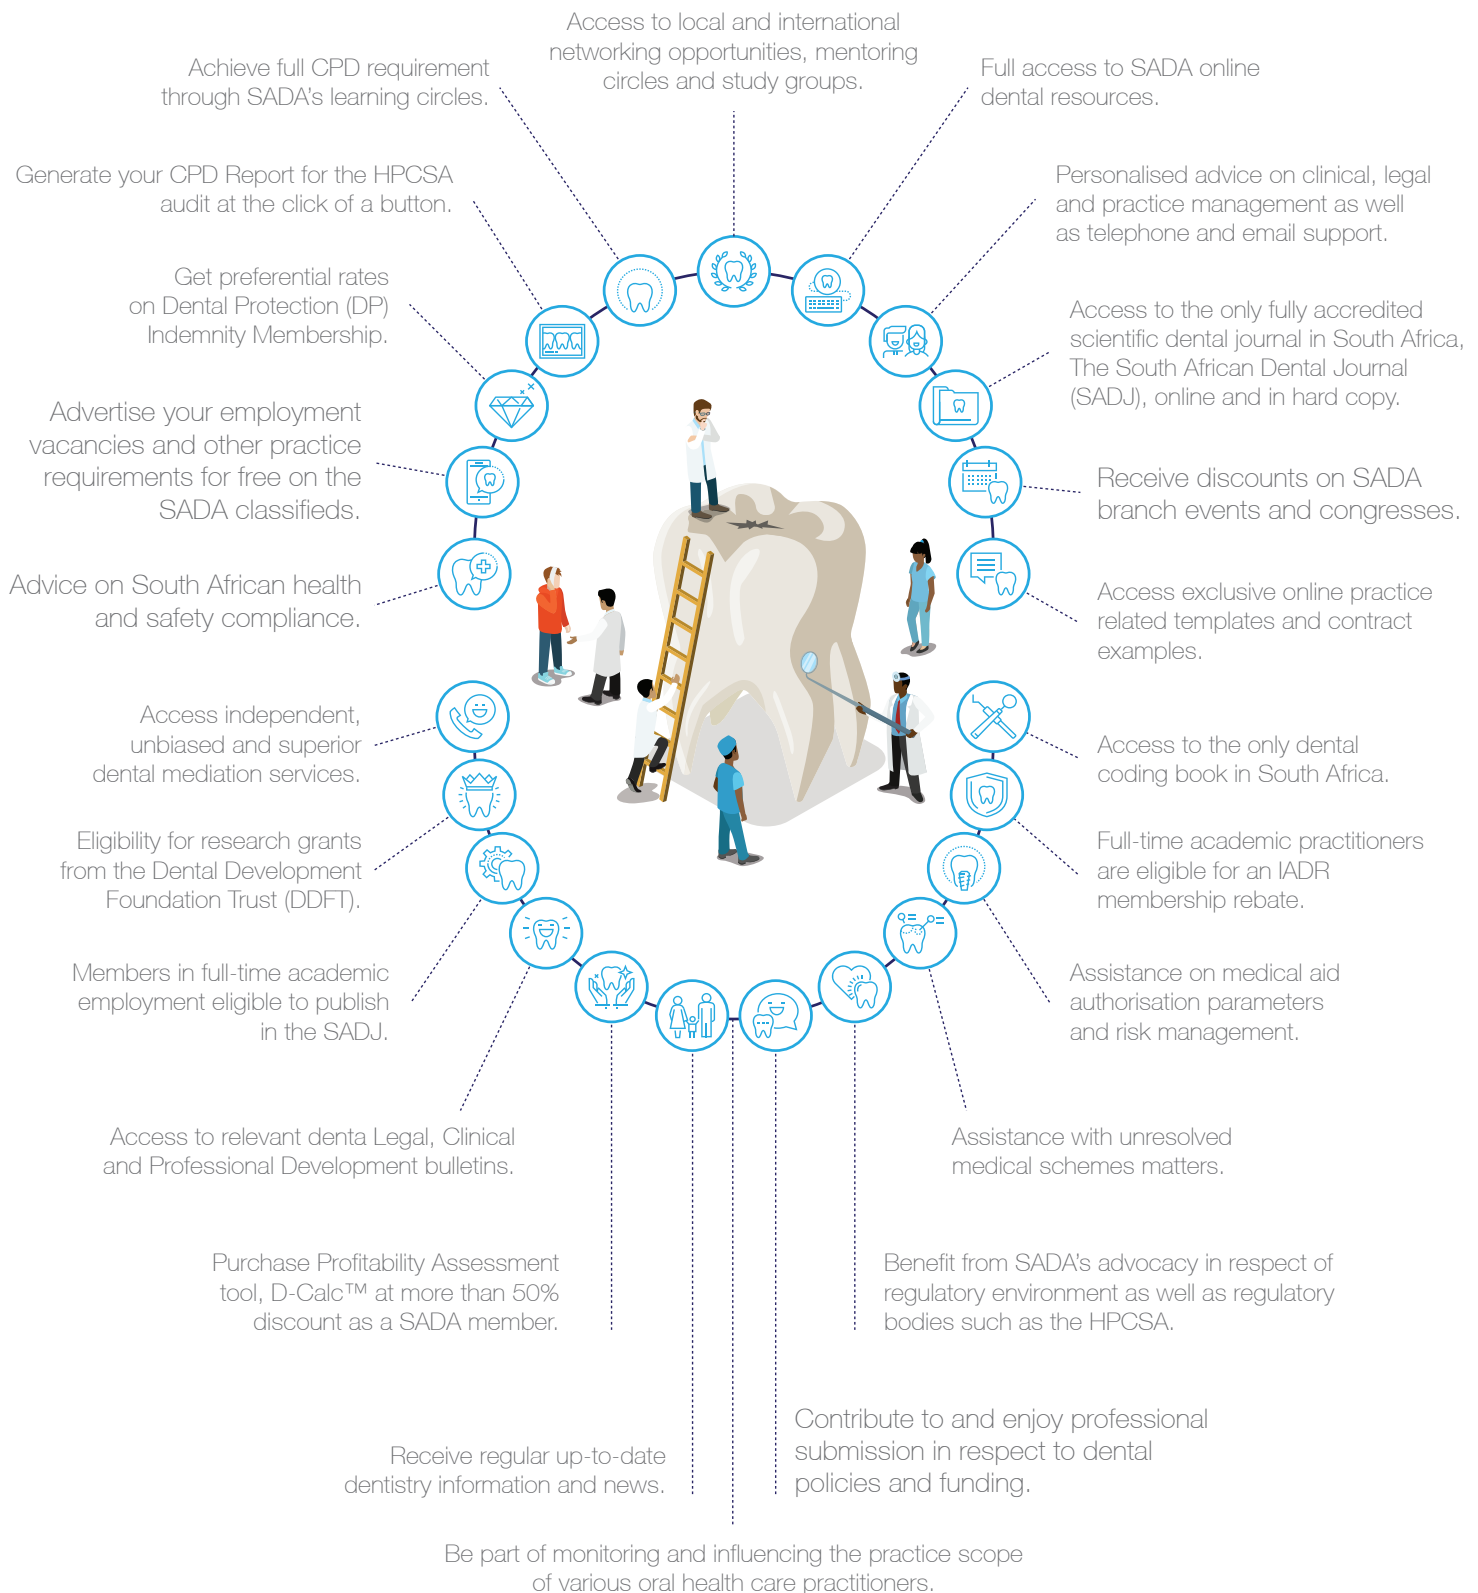 Access to local and international
networking opportunities, mentoring
circles and study groups.
Achieve full CPD requirement
through SADA's learning circles.
Full access to SADA online
dental resources.
Generate your CPD Report for the HPCSA
audit at the click of a button.
Personalised advice on clinical, legal
and practice management as well
as telephone and email support.
Get preferential rates
on Dental Protection (DP)
Indemnity Membership.
Access to the only fully accredited
scientific dental journal in South Africa,
The South African Dental Journal
(SADJ), online and in hard copy.
Advertise your employment
vacancies and other practice
requirements for free on the
SADA classifieds.
Receive discounts on SADA
branch events and congresses.
Advice on South African health
and safety compliance.
Access exclusive online practice
related templates and contract
examples.
Access independent,
unbiased and superior
dental mediation services.
Access to the only dental
coding book in South Africa.
Eligibility for research grants
from the Dental Development
Foundation Trust (DDFT).
Full-time academic practitioners
are eligible for an IADR
membership rebate.
Members in full-time academic
employment eligible to publish
in the SADJ.
Assistance on medical aid
authorisation parameters
and risk management.
Access to relevant denta Legal, Clinical
and Professional Development bulletins.
Assistance with unresolved
medical schemes matters.
Purchase Profitability Assessment
tool, D-Calc™ at more than 50%
discount as a SADA member.
Benefit from SADA's advocacy in respect of
regulatory environment as well as regulatory
bodies such as the HPCSA.
Receive regular up-to-date
dentistry information and news.
Contribute to and enjoy professional
submission in respect to dental
policies and funding.
Be part of monitoring and influencing the practice scope
of various oral health care practitioners.